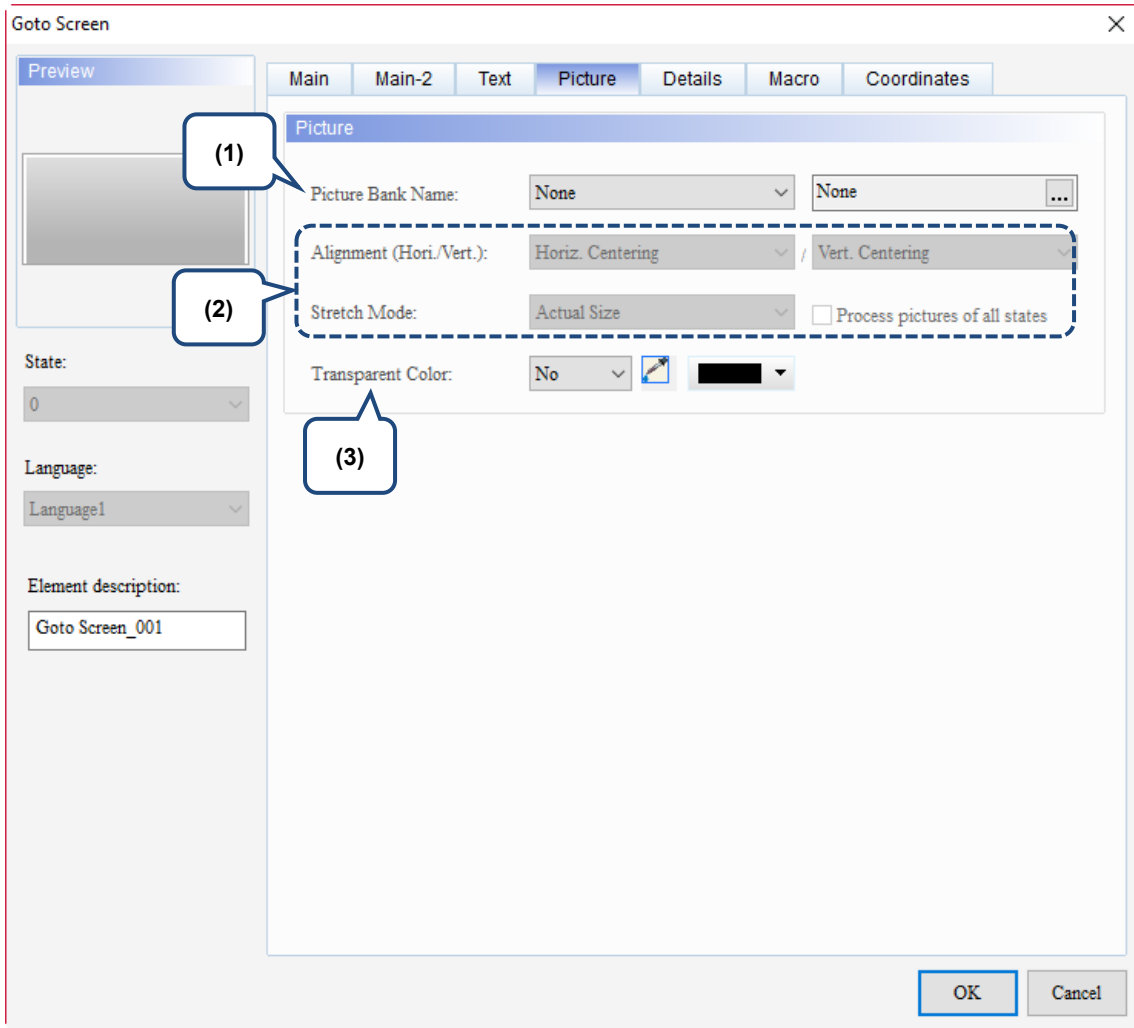 Goto Screen
Preview
Main Main-2 Text Picture Details Macro Coordinates
Picture
(1)
Picture Bank Name: None None ...
Alignment (Hori./Vert.): Horiz. Centering / Vert. Centering
(2)
Stretch Mode: Actual Size Process pictures of all states
State:
Transparent Color: No
0
(3)
Language:
Language1
Element description:
Goto Screen_001
OK Cancel